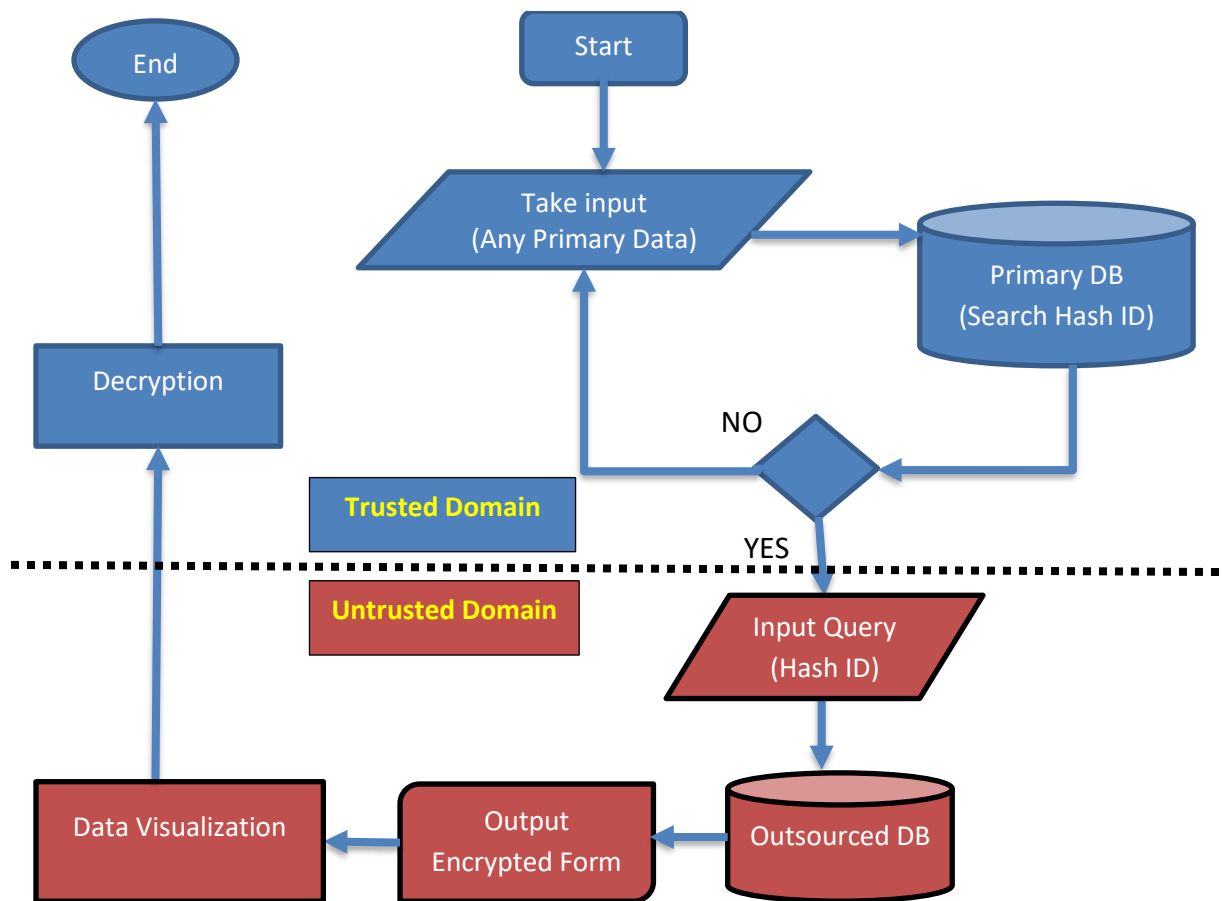 End
Start
Take input
(Any Primary Data)
Primary DB
(Search Hash ID)
Decryption
NO
Trusted Domain
YES
Untrusted Domain
Input Query
(Hash ID)
Data Visualization
Output
Encrypted Form
Outsourced DB